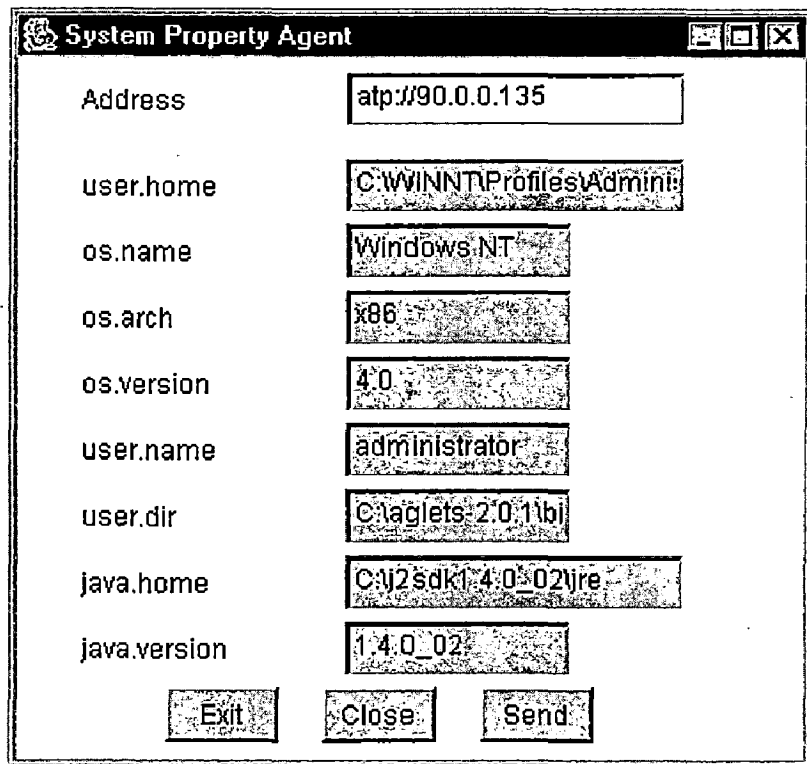 System Property Agent
Address atp://90.0.0.135
user.home C:\WINNT\Profiles\Admini
os.name Windows NT
os.arch x86
os.version 4.0
user.name administrator
user.dir C:\aglets-2.0.1\bi
java.home C:\j2sdk1.4.0_02\jre
java.version 1.4.0_02
Exit Close Send